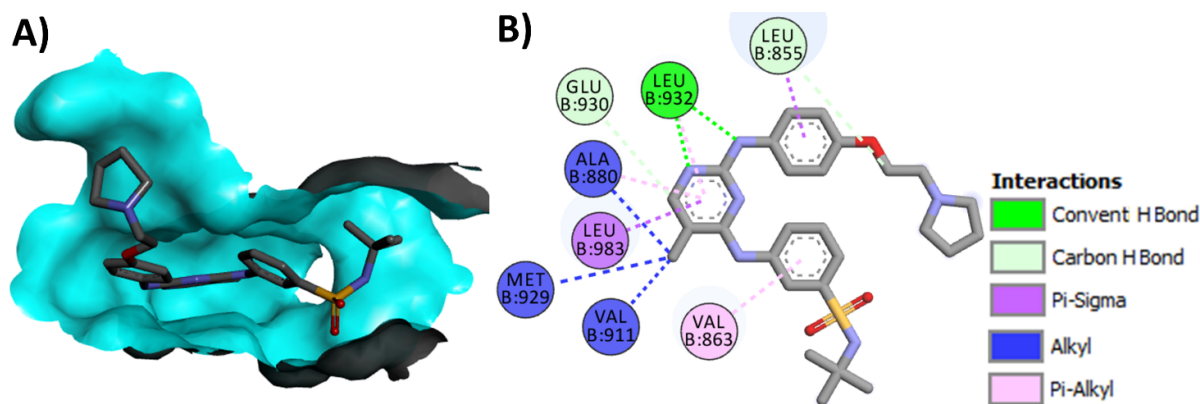 A)
B)
LEU
B:855
GLU
B:930
LEU
B:932
ALA
B:880
LEU
B:983
MET
B:929
VAL
B:911
VAL
B:863
Interactions
Convent H Bond
Carbon H Bond
Pi-Sigma
Alkyl
Pi-Alkyl